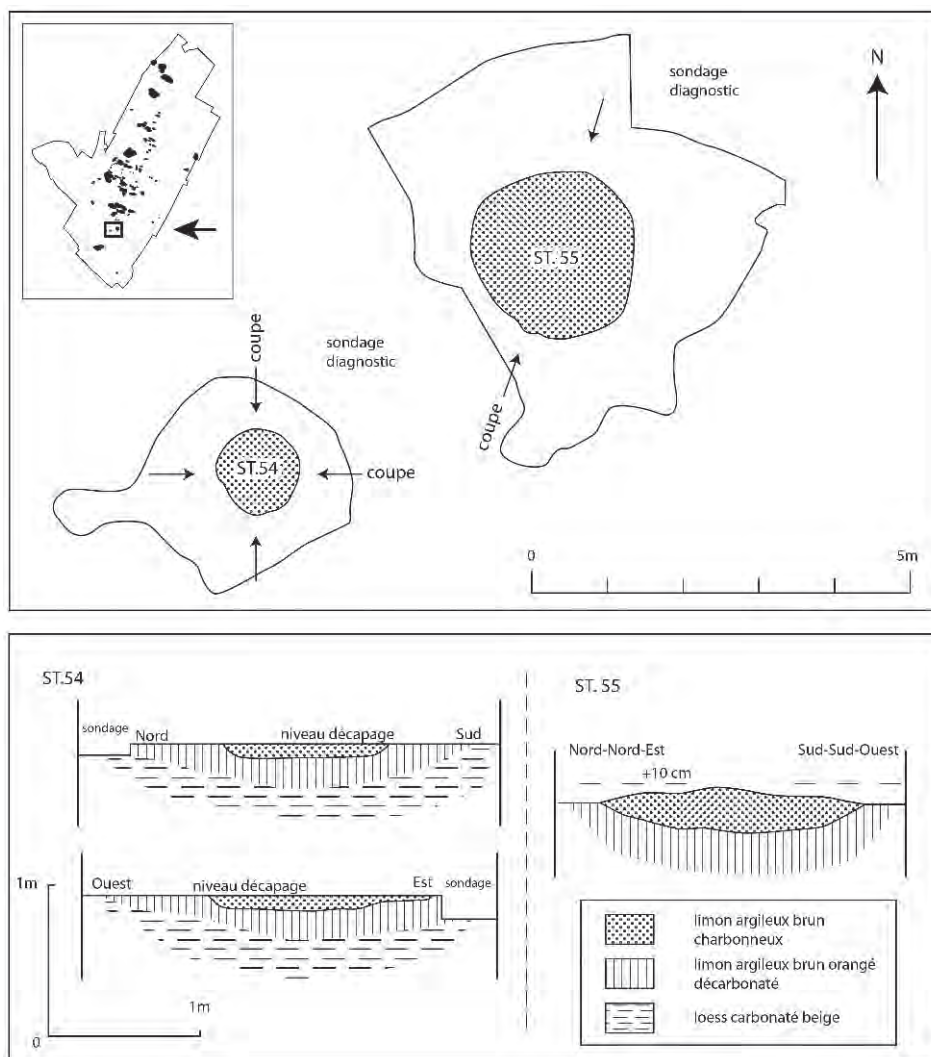 sondage
diagnostic
N
ST. 55
coupe
sondage
diagnostic
coupe
ST.54
coupe
0
5m
ST.54
sondage
Nord
niveau décapage
Sud
Ouest
niveau décapage
Est
sondage
1m
1m
0
ST. 55
Nord-Nord-Est
Sud-Sud-Ouest
+10 cm
limon argileux brun
charbonneux
limon argileux brun orangé
décarbonaté
loess carbonaté beige